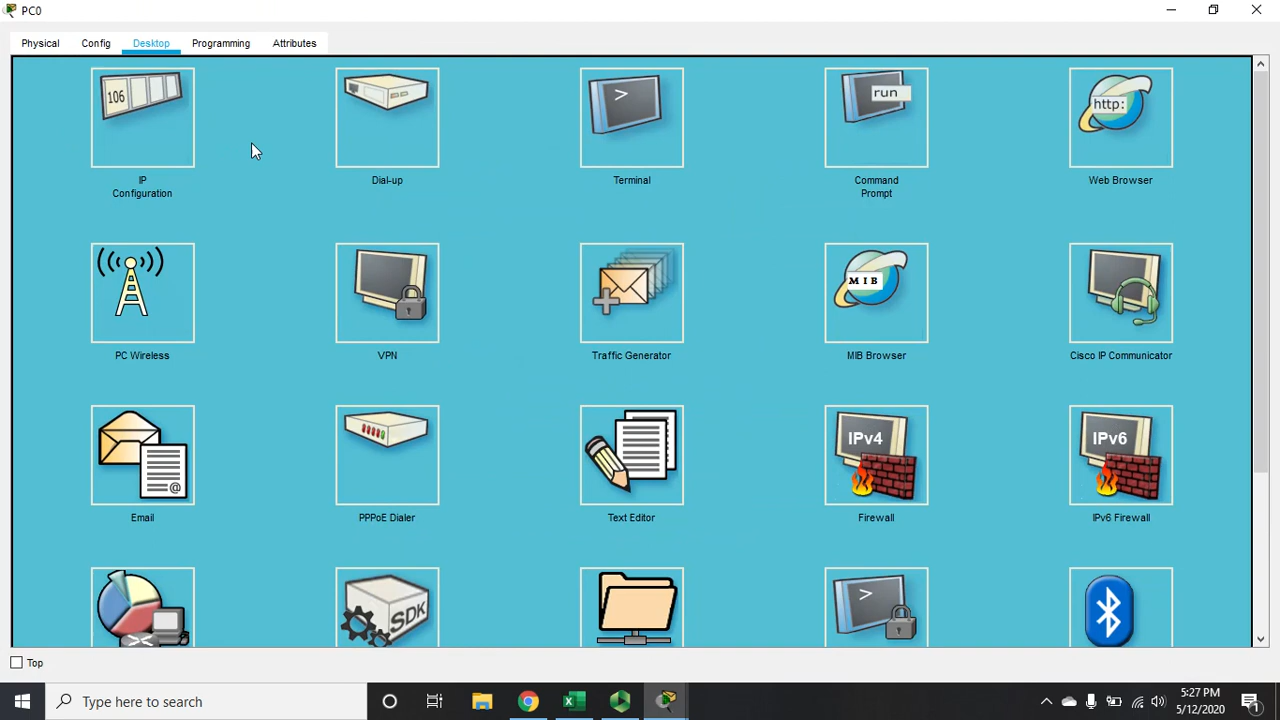 PC0
Physical Config Desktop Programming Attributes
106
>
run
http:
IP
Configuration
Dial-up
Terminal
Command
Prompt
Web Browser
MIB
PC Wireless
VPN
Traffic Generator
MIB Browser
Cisco IP Communicator
@
IPv4
IPv6
Email
PPPoE Dialer
Text Editor
Firewall
IPv6 Firewall
SDK
>
Top
Type here to search
5:27 PM
5/12/2020
1